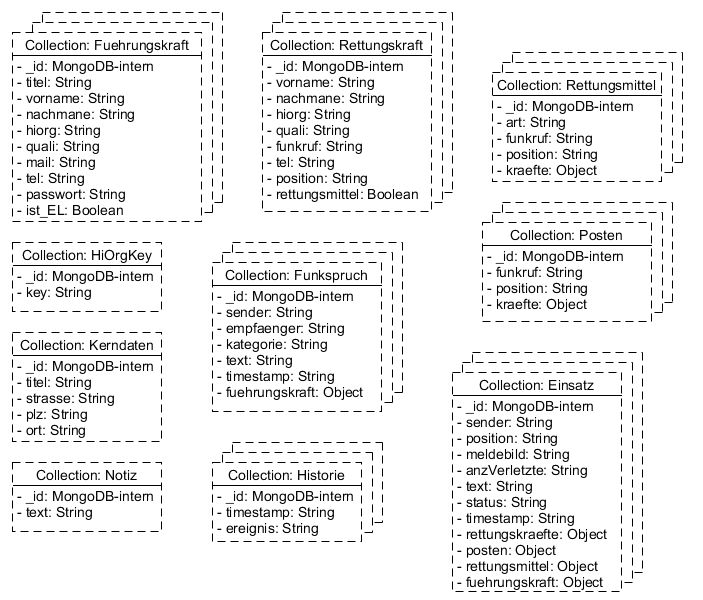 Collection: Fuehrungskraft
- _id: MongoDB-intern
- titel: String
- vorname: String
- nachmane: String
- hiorg: String
- quali: String
- mail: String
- tel: String
- passwort: String
- ist_EL: Boolean
Collection: Rettungskraft
- _id: MongoDB-intern
- vorname: String
- nachmane: String
- hiorg: String
- quali: String
- funkruf: String
- tel: String
- position: String
- rettungsmittel: Boolean
Collection: Rettungsmittel
- _id: MongoDB-intern
- art: String
- funkruf: String
- position: String
- kraefte: Object
Collection: Posten
- _id: MongoDB-intern
- funkruf: String
- position: String
- kraefte: Object
Collection: HiOrgKey
- _id: MongoDB-intern
- key: String
Collection: Funkspruch
- _id: MongoDB-intern
- sender: String
- empfaenger: String
- kategorie: String
- text: String
- timestamp: String
- fuehrungskraft: Object
Collection: Kerndaten
- _id: MongoDB-intern
- titel: String
- strasse: String
- plz: String
- ort: String
Collection: Einsatz
- _id: MongoDB-intern
- sender: String
- position: String
- meldebild: String
- anzVerletzte: String
- text: String
- status: String
- timestamp: String
- rettungskraefte: Object
- posten: Object
- rettungsmittel: Object
- fuehrungskraft: Object
Collection: Notiz
- _id: MongoDB-intern
- text: String
Collection: Historie
- _id: MongoDB-intern
- timestamp: String
- ereignis: String